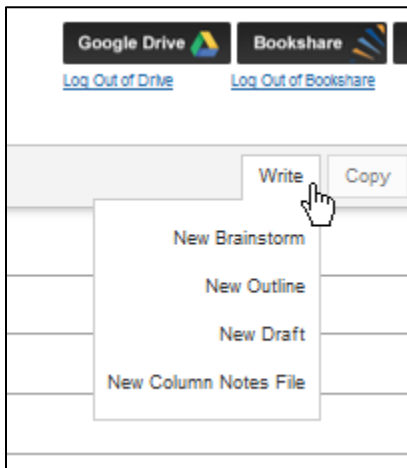 Google Drive Bookshare
Log Out of Drive Log Out of Bookshare
Write Copy
New Brainstorm
New Outline
New Draft
New Column Notes File